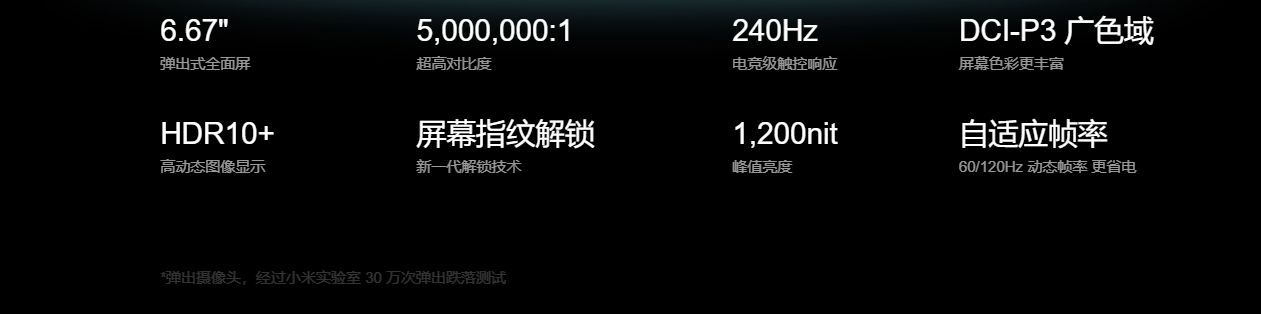 6.67"
弹出式全面屏
5,000,000:1
超高对比度
240Hz
电竞级触控响应
DCI-P3 广色域
屏幕色彩更丰富
HDR10+
高动态图像显示
屏幕指纹解锁
新一代解锁技术
1,200nit
峰值亮度
自适应帧率
60/120Hz 动态帧率 更省电
*弹出摄像头，经过小米实验室 30 万次弹出跌落测试